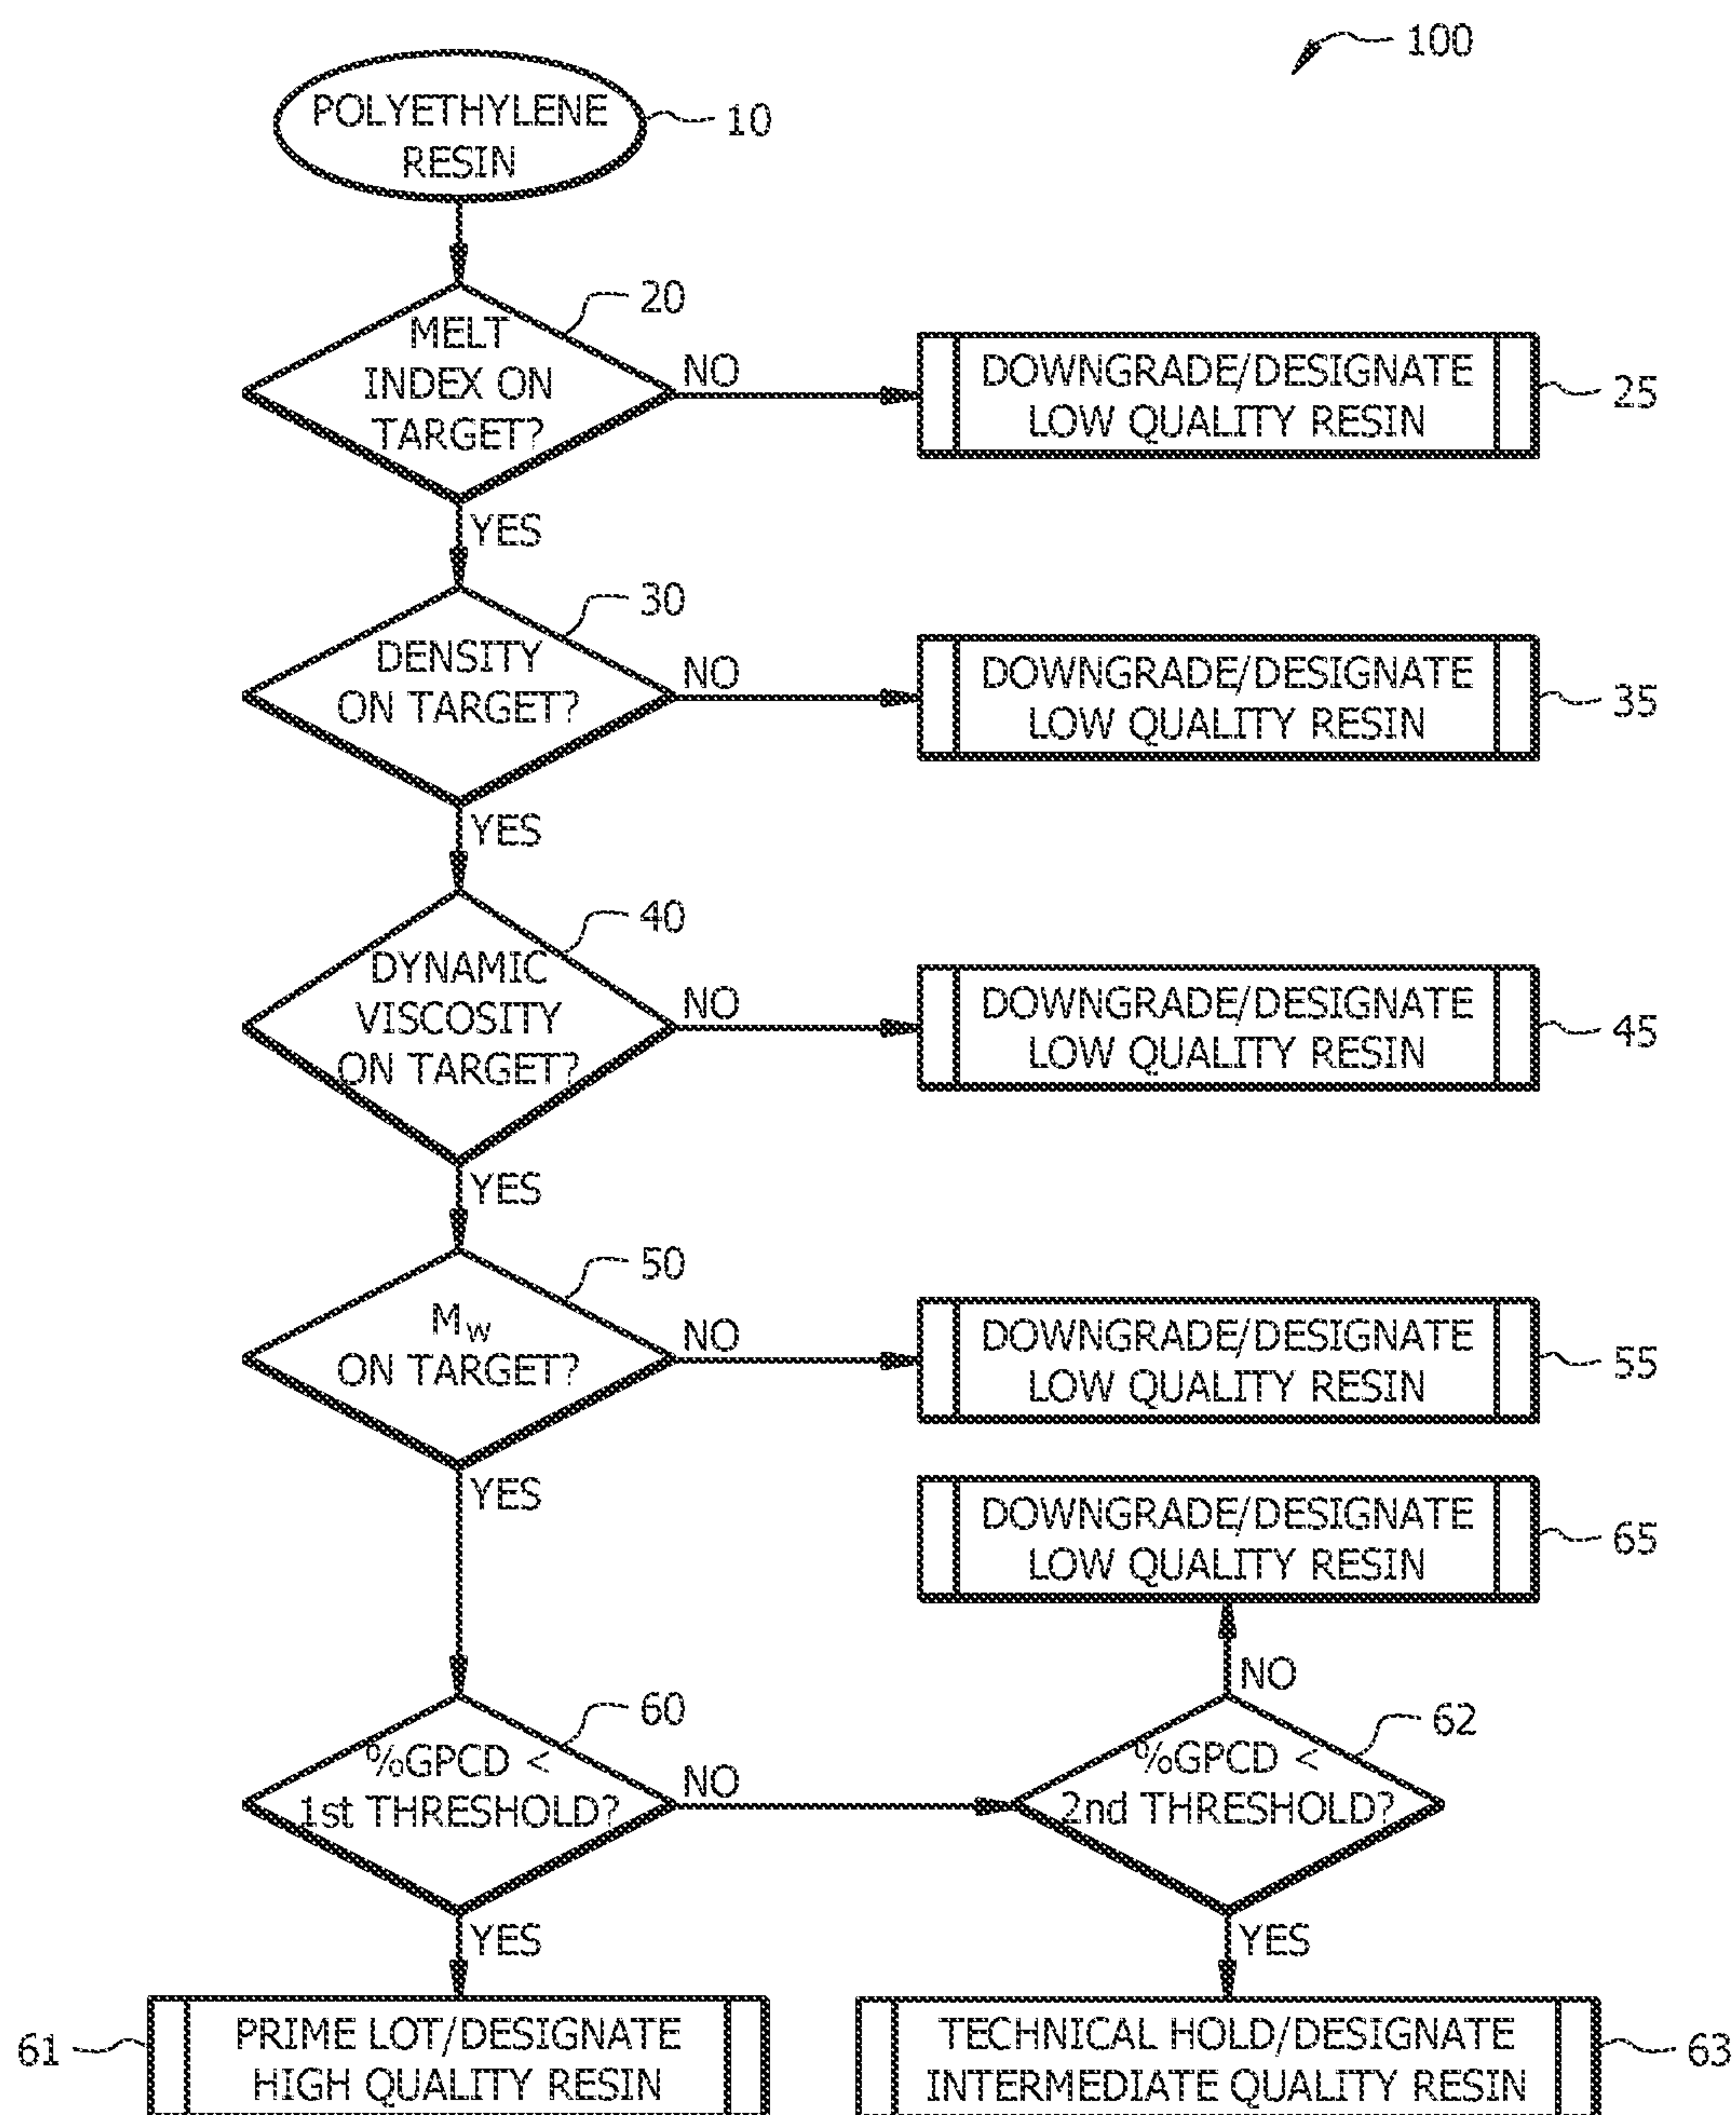 100
POLYETHYLENE
RESIN
10
MELT
INDEX ON
TARGET?
20
NO
DOWNGRADE/DESIGNATE
LOW QUALITY RESIN
25
YES
DENSITY
ON TARGET?
30
NO
DOWNGRADE/DESIGNATE
LOW QUALITY RESIN
35
YES
DYNAMIC
VISCOSITY
ON TARGET?
40
NO
DOWNGRADE/DESIGNATE
LOW QUALITY RESIN
45
YES
Mw
ON TARGET?
50
NO
DOWNGRADE/DESIGNATE
LOW QUALITY RESIN
55
YES
DOWNGRADE/DESIGNATE
LOW QUALITY RESIN
65
NO
%GPCD <
1st THRESHOLD?
60
NO
%GPCD <
2nd THRESHOLD?
62
YES
YES
61
PRIME LOT/DESIGNATE
HIGH QUALITY RESIN
TECHNICAL HOLD/DESIGNATE
INTERMEDIATE QUALITY RESIN
63